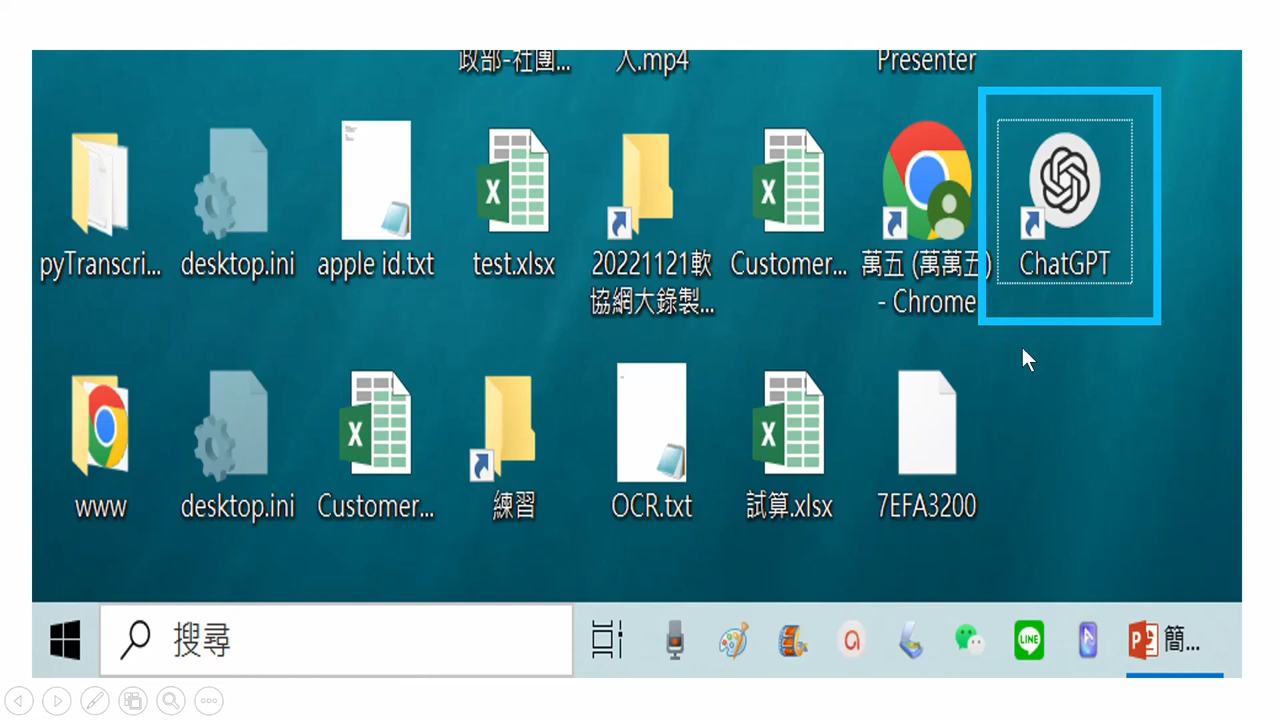 政部-社團...
人.mp4
Presenter
pyTranscri...
desktop.ini
apple id.txt
test.xlsx
20221121軟
協網大錄製...
Customer...
萬五 (萬萬五)
- Chrome
ChatGPT
www
desktop.ini
Customer...
練習
OCR.txt
試算.xlsx
7EFA3200
搜尋
LINE
簡...